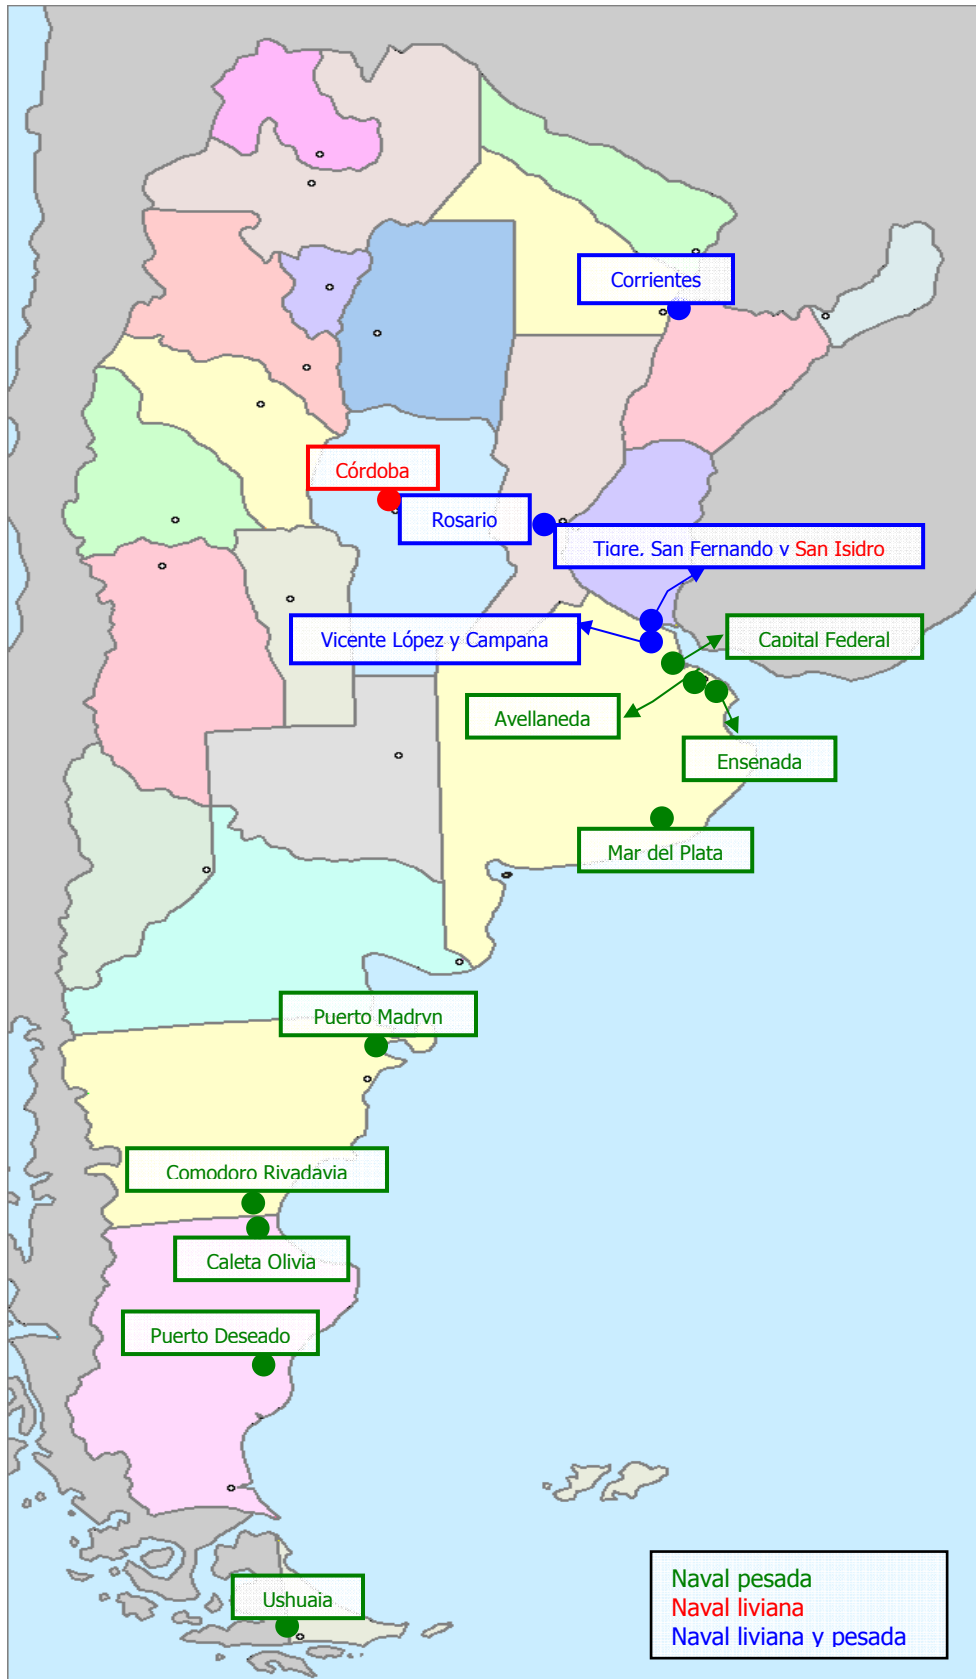 Corrientes
Córdoba
Rosario
Tigre, San Fernando y San Isidro
Vicente López y Campana
Capital Federal
Avellaneda
Ensenada
Mar del Plata
Puerto Madryn
Comodoro Rivadavia
Caleta Olivia
Puerto Deseado
Ushuaia
Naval pesada
Naval liviana
Naval liviana y pesada